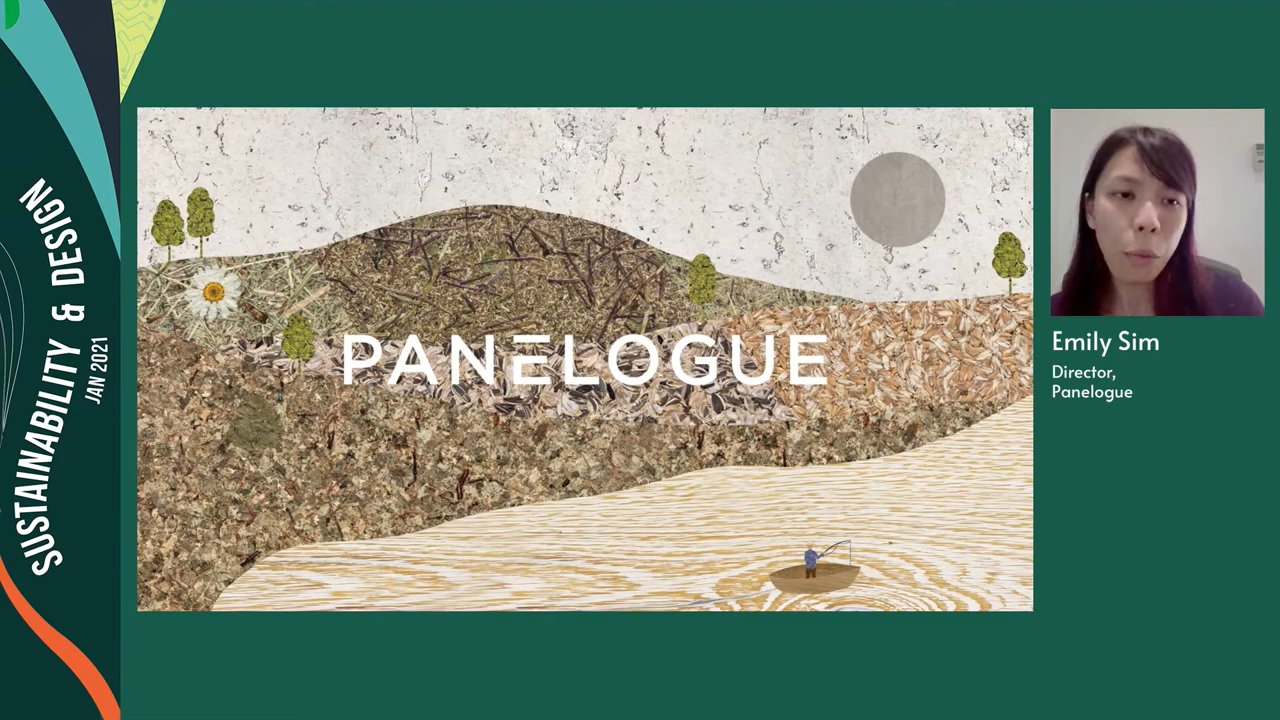 SUSTAINABILITY & DESIGN
JAN 2021
PANELOGUE
Emily Sim
Director,
Panelogue